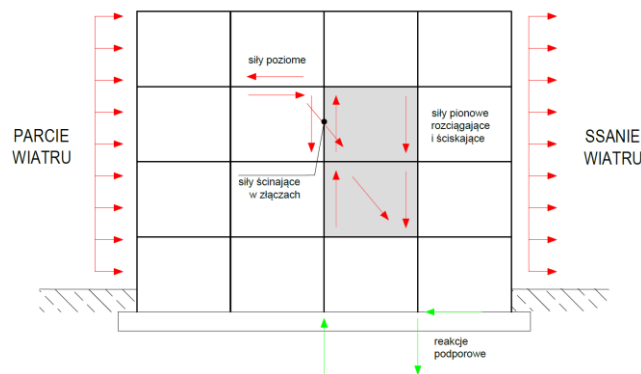 siły poziome
PARCIE
WIATRU
siły pionowe
rozciągające
i ściskające
SSANIE
WIATRU
siły ścinające
w złączach
reakcje
podporowe